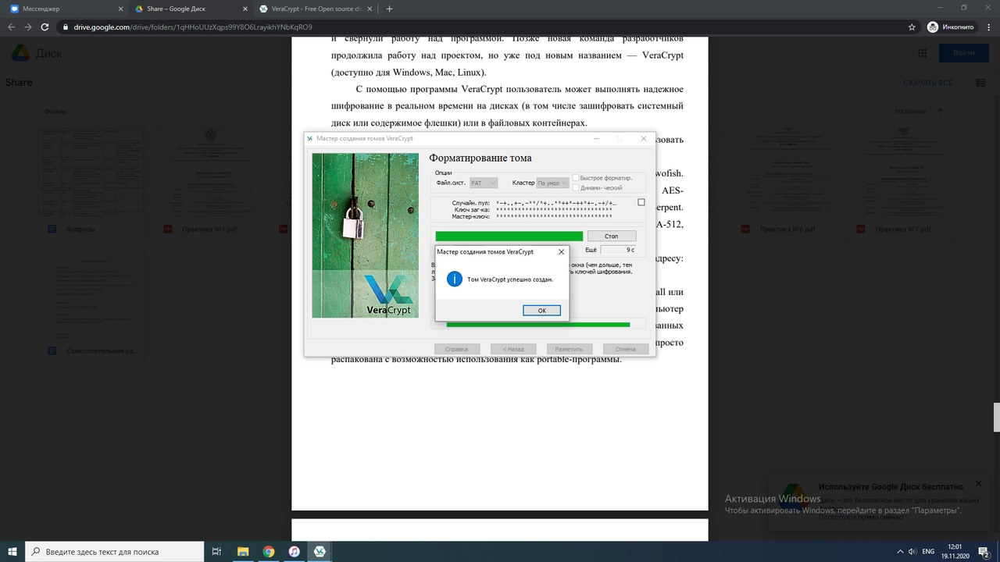 Мессенджер
Share – Google Диск
VeraCrypt - Free Open source di
drive.google.com/drive/folders/1qHHoUUzXqps99Y8O6LrayikhYNbKqRO9
Инкогнито
Диск
Войти
Share
СКАЧАТЬ ВСЕ
Файлы
Название
и свернули работу над программой. Позже новая команда разработчиков
продолжила работу над проектом, но уже под новым названием — VeraCrypt
(доступно для Windows, Mac, Linux).
С помощью программы VeraCrypt пользователь может выполнять надежное
шифрование в реальном времени на дисках (в том числе зашифровать системный
диск или содержимое флешки) или в файловых контейнерах.
зовать
wofish.
AES-
erpent.
A-512,
адресу:
all или
пьютер
ванных
просто
распакована с возможностью использования как portable-программы.
Мастер создания томов VeraCrypt
Форматирование тома
Опции
Файл.сист.
FAT
Кластер
По умол
Быстрое форматир.
Динами- ческий
Случайн. пул:
*-+.,+-,-**/*+..**++*-++*+-,-+/+…
Ключ заг-ка:
********************************
Мастер-ключ:
********************************
Стоп
Ещё
9 с
окна (чем дольше, тем
ь ключей шифрования.
VeraCrypt
Справка
< Назад
Разметить
Отмена
Мастер создания томов VeraCrypt
Том VeraCrypt успешно создан.
ОК
Вопросы
Практика №1.pdf
Практика №6.pdf
Практика №7.pdf
Самостоятельная ра...
Используйте Google Диск бесплатно
Диск – это безопасное место для хранения ваших
Попробуйте прямо сейчас!
Активация Windows
Чтобы активировать Windows, перейдите в раздел "Параметры".
Введите здесь текст для поиска
ENG
12:01
19.11.2020
2